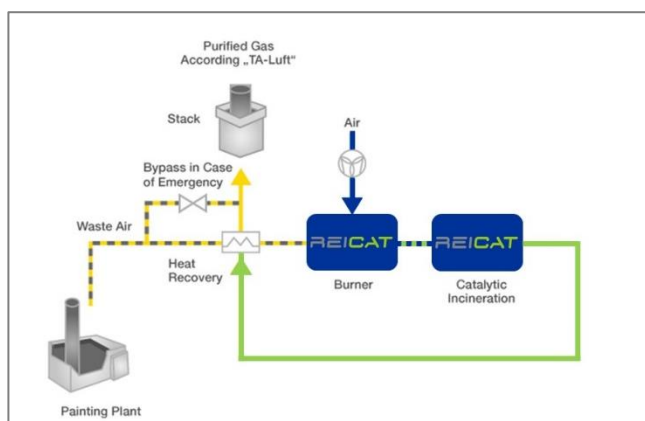 Purified Gas
According „TA-Luft“
Stack
Air
Bypass in Case
of Emergency
Waste Air
REICAT
REICAT
Heat
Recovery
Burner
Catalytic
Incineration
Painting Plant